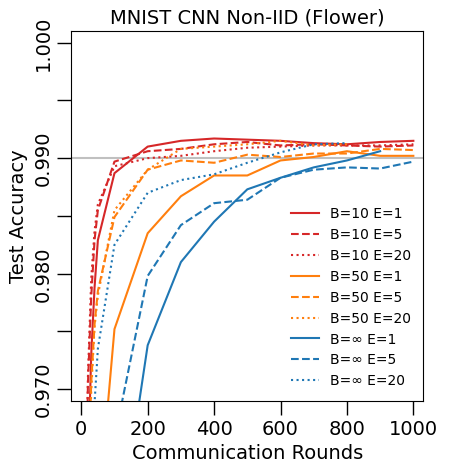 MNIST CNN Non-IID (Flower)
1.000
0.990
0.980
0.970
Test Accuracy
B=10 E=1
B=10 E=5
B=10 E=20
B=50 E=1
B=50 E=5
B=50 E=20
B=∞ E=1
B=∞ E=5
B=∞ E=20
0 200 400 600 800 1000
Communication Rounds